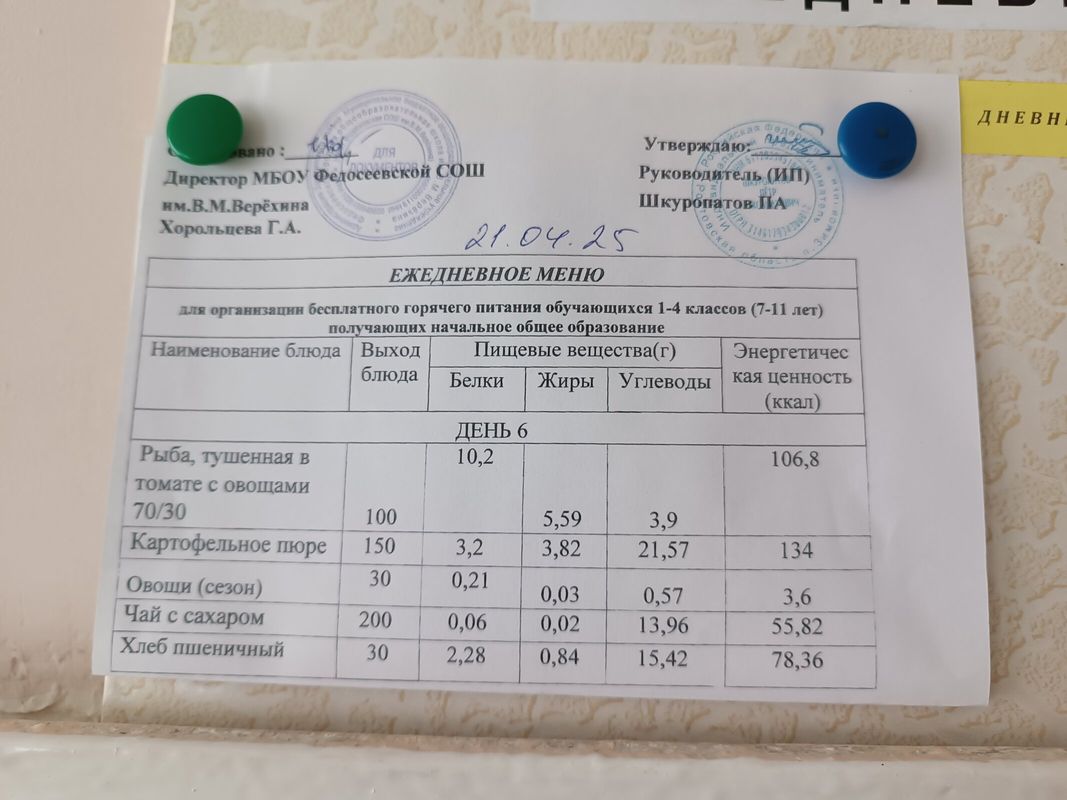 ДНЕВН
овано :
Директор МБОУ Федосеевской СОШ
им.В.М.Верёхина
Хорольцева Г.А.
ДЛЯ
ДОКУМЕНТОВ
Утверждаю:
Руководитель (ИП)
Шкуропатов ПА
21.04.25
ЕЖЕДНЕВНОЕ МЕНЮ
для организации бесплатного горячего питания обучающихся 1-4 классов (7-11 лет)
получающих начальное общее образование
Наименование блюда Выход блюда Пищевые вещества(г) Энергетичес кая ценность (ккал)
Белки Жиры Углеводы
ДЕНЬ 6
Рыба, тушенная в 10,2 106,8
томате с овощами
70/30 100 5,59 3,9
Картофельное пюре 150 3,2 3,82 21,57 134
Овощи (сезон) 30 0,21 0,03 0,57 3,6
Чай с сахаром 200 0,06 0,02 13,96 55,82
Хлеб пшеничный 30 2,28 0,84 15,42 78,36